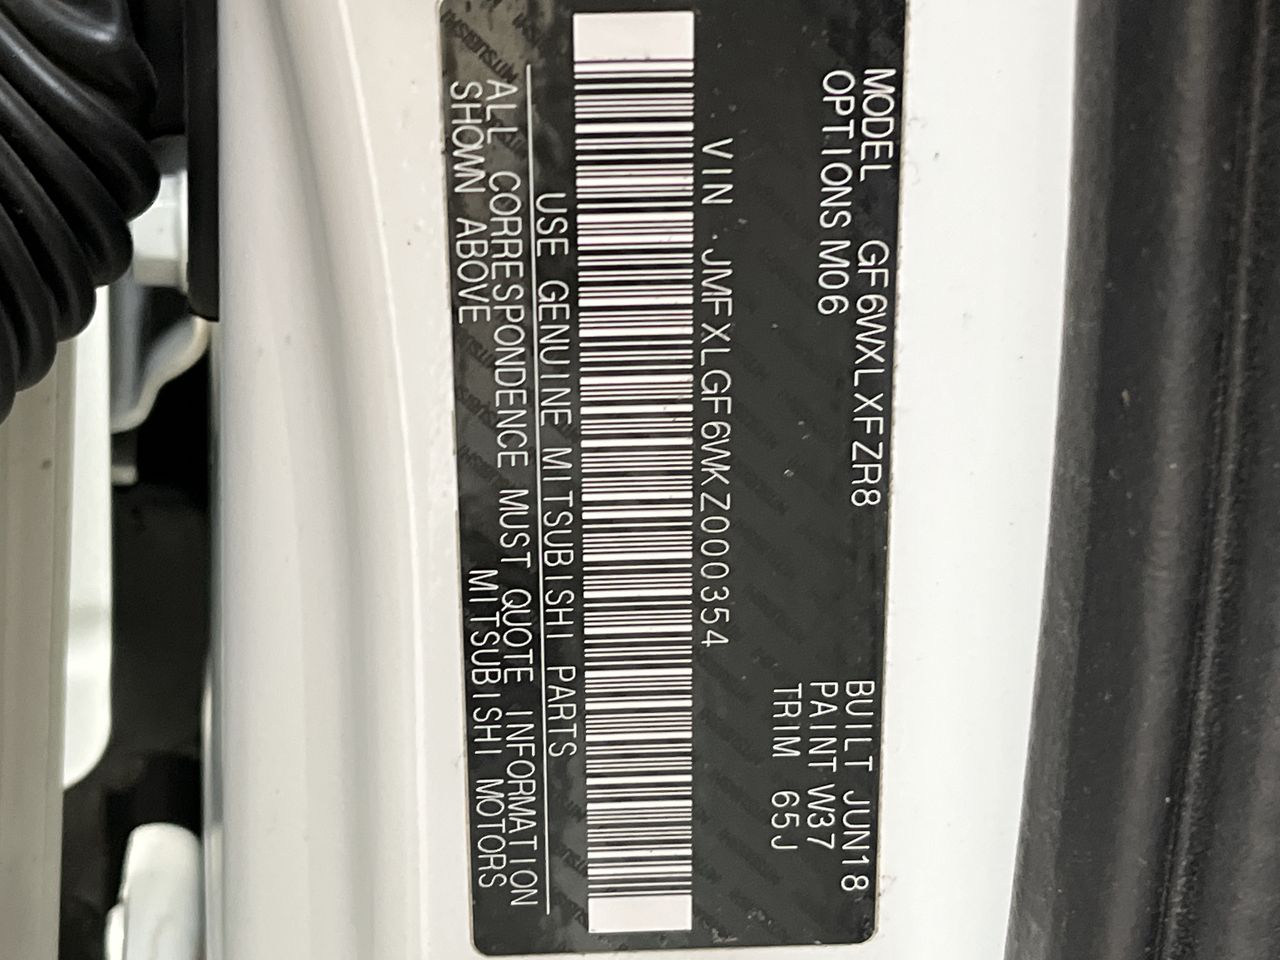 MODEL GF6WXLXFZR8
OPTIONS M06
BUILT JUN18
PAINT W37
TRIM 65J
VIN JMFXLGF6WKZ000354
USE GENUINE MITSUBISHI PARTS
ALL CORRESPONDENCE MUST QUOTE INFORMATION
SHOWN ABOVE
MITSUBISHI MOTORS